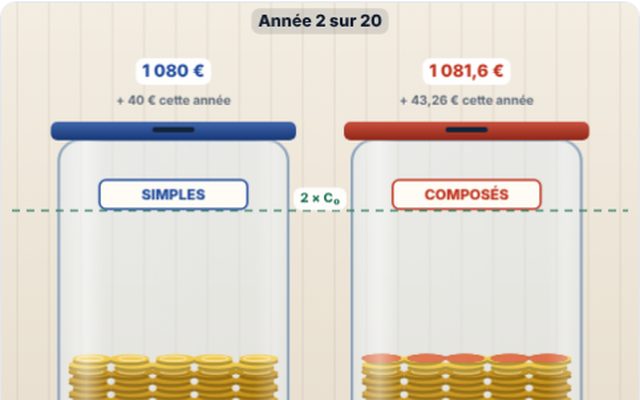 Année 2 sur 20
1 080 €
1 081,6 €
+ 40 € cette année
+ 43,26 € cette année
SIMPLES
2 × C₀
COMPOSÉS